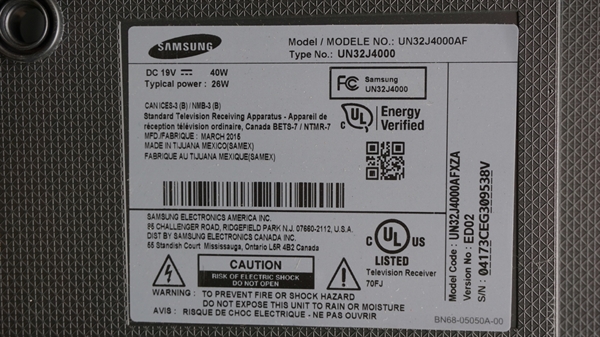 SAMSUNG
Model / MODELE NO.: UN32J4000AF
Type No.: UN32J4000
DC 19V 40W
Typical power : 26W
FC Samsung
UN32J4000
CAN ICES-3 (B) / NMB-3 (B)
Standard Television Receiving Apparatus - Appareil de
réception télévision ordinaire, Canada BETS-7 / NTMR-7
MFD./FABRIQUE : MARCH 2015
MADE IN TIJUANA MEXICO(SAMEX)
FABRIQUE AU TIJUANA MEXIQUE(SAMEX)
UL Energy
Verified
SAMSUNG ELECTRONICS AMERICA INC.
85 CHALLENGER ROAD, RIDGEFIELD PARK N.J. 07660-2112, U.S.A.
DIST BY SAMSUNG ELECTRONICS CANADA INC.
55 Standish Court Mississauga, Ontario L5R 4B2 Canada
CAUTION
RISK OF ELECTRIC SHOCK
DO NOT OPEN
c UL US
LISTED
Television Receiver
70FJ
WARNING : TO PREVENT FIRE OR SHOCK HAZARD
DO NOT EXPOSE THIS UNIT TO RAIN OR MOISTURE
AVIS : RISQUE DE CHOC ELECTRIQUE - NE PAS OUVRIR
Model Code : UN32J4000AFXZA
Version No : ED02
S/N : 04173CEG309538V
BN68-05050A-00